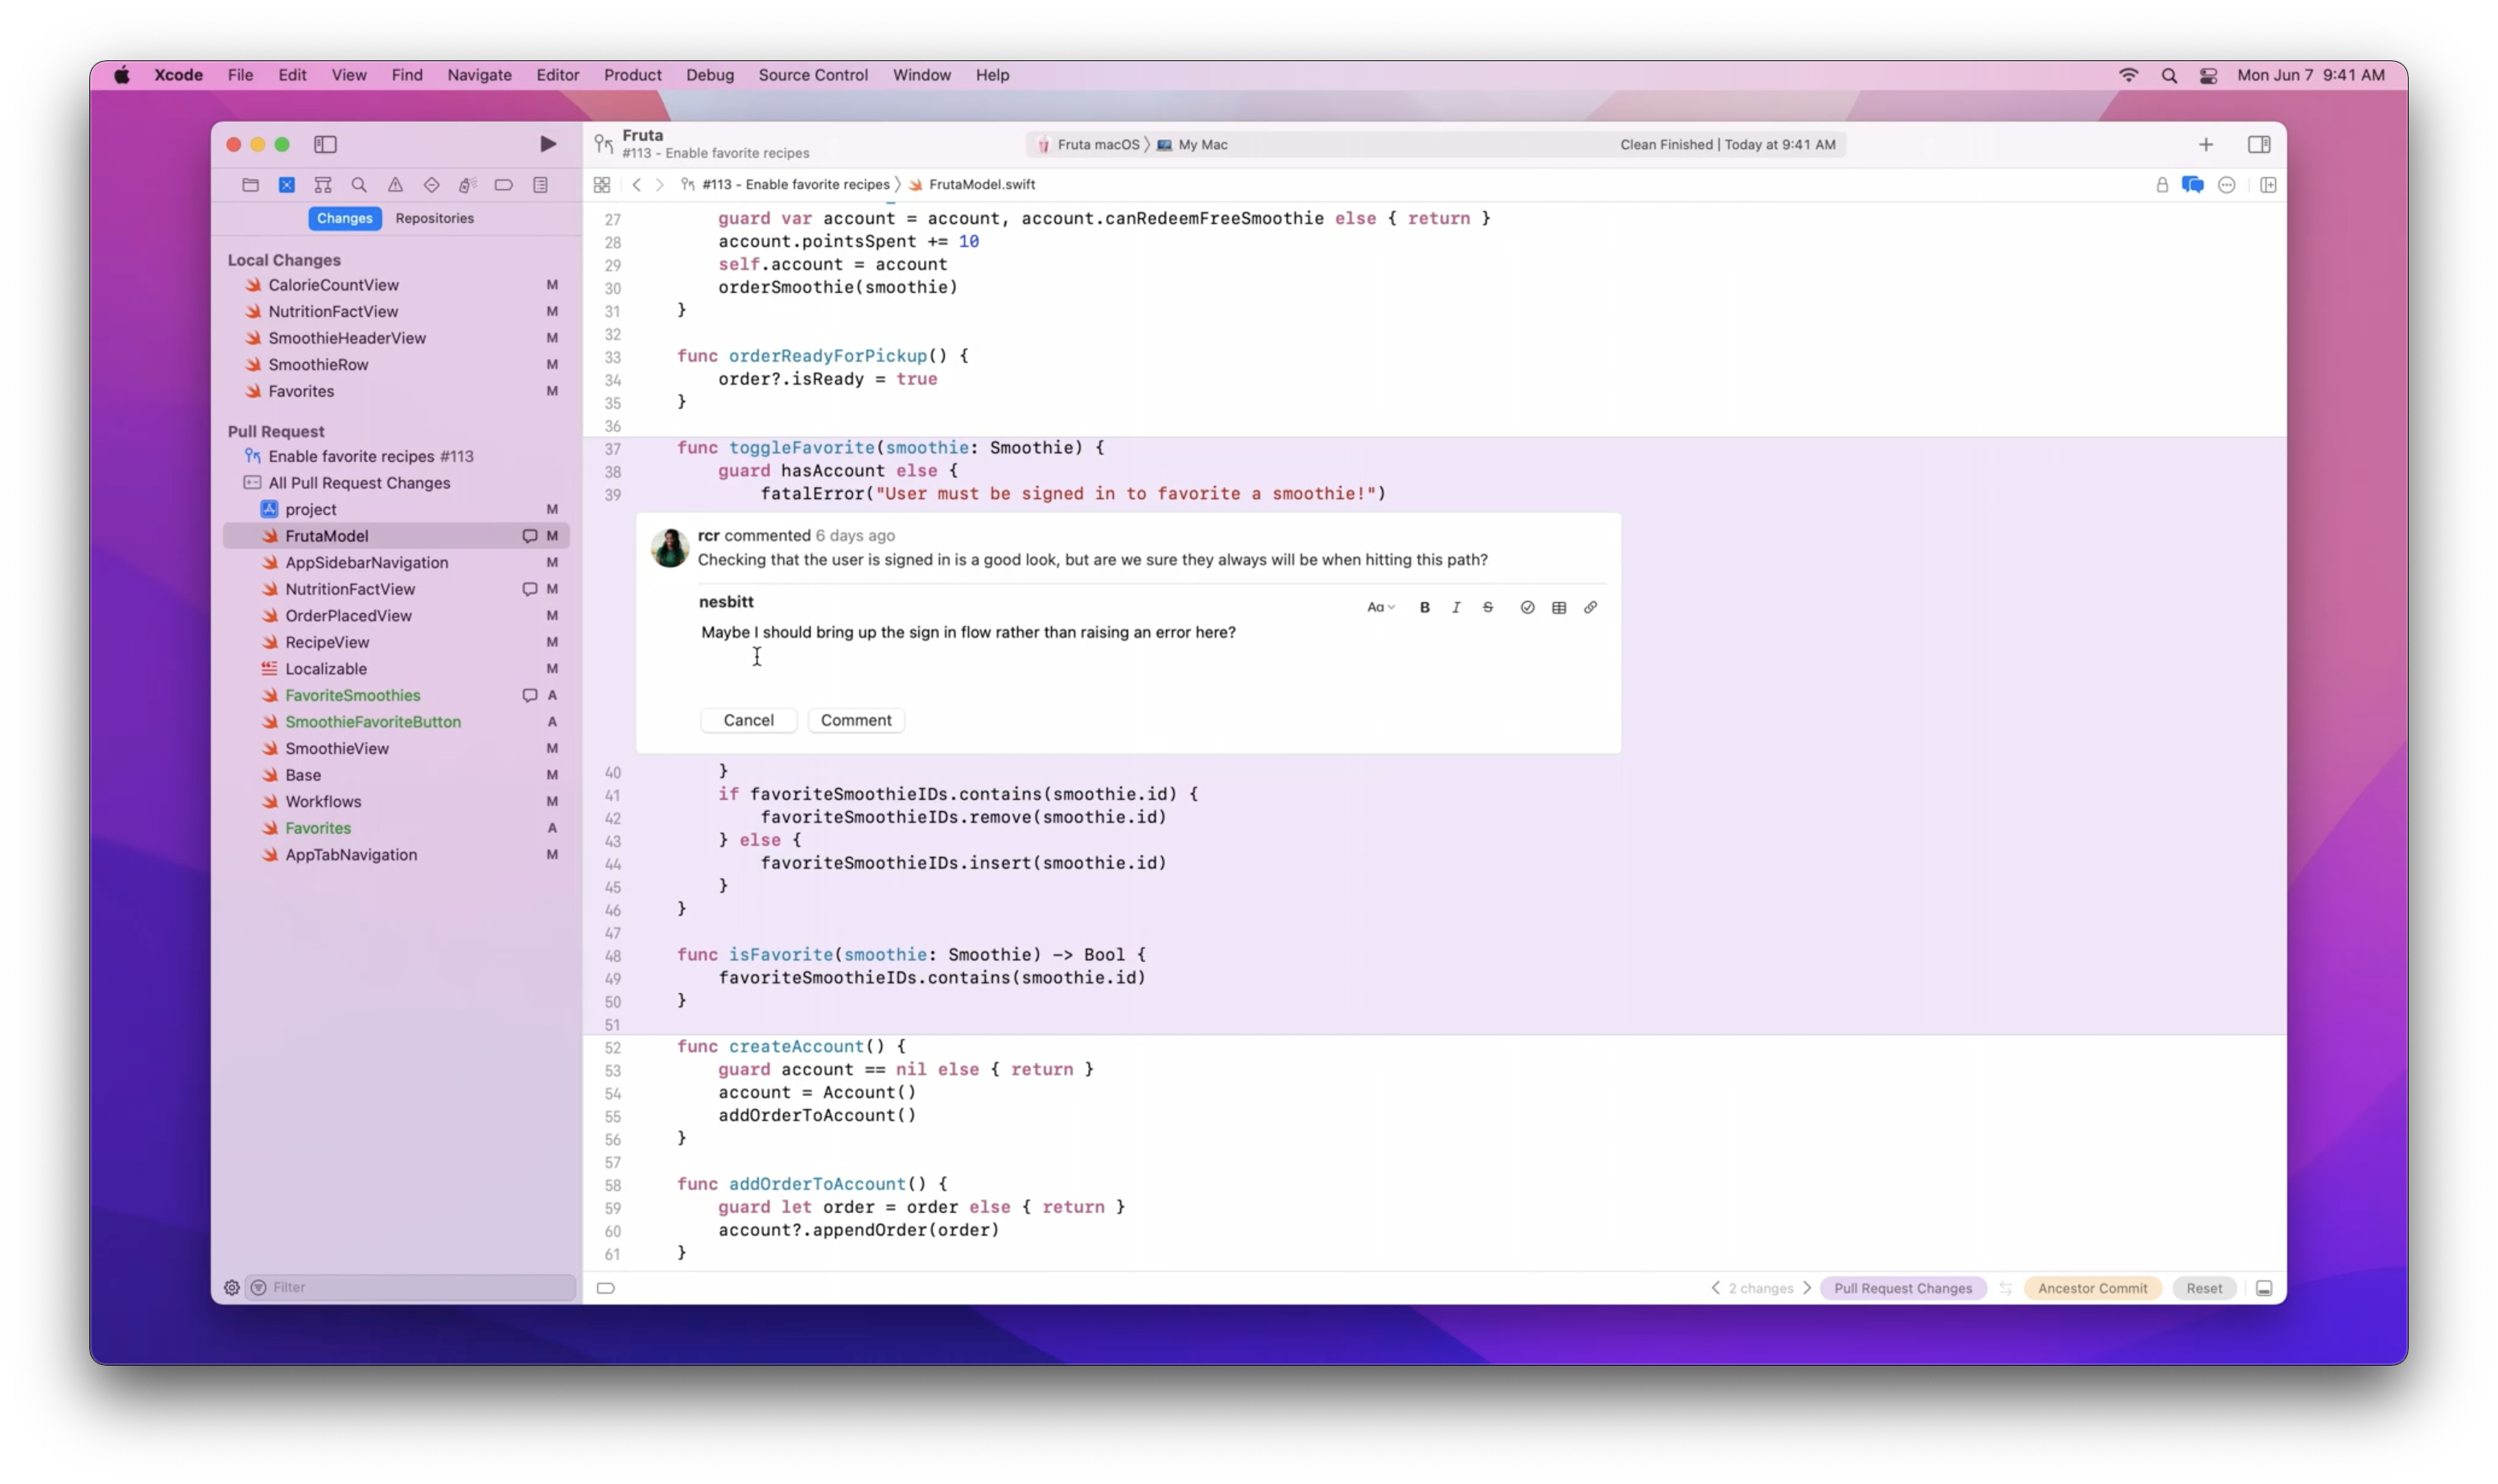 Xcode File Edit View Find Navigate Editor Product Debug Source Control Window Help Mon Jun 7 9:41 AM
Fruta
#113 - Enable favorite recipes
Fruta macOS 〉 My Mac
Clean Finished | Today at 9:41 AM
#113 - Enable favorite recipes 〉 FrutaModel.swift
Changes Repositories
Local Changes
CalorieCountView M
NutritionFactView M
SmoothieHeaderView M
SmoothieRow M
Favorites M
Pull Request
Enable favorite recipes #113
All Pull Request Changes
project M
FrutaModel M
AppSidebarNavigation M
NutritionFactView M
OrderPlacedView M
RecipeView M
Localizable M
FavoriteSmoothies A
SmoothieFavoriteButton A
SmoothieView M
Base M
Workflows M
Favorites A
AppTabNavigation M
Filter
27 guard var account = account, account.canRedeemFreeSmoothie else { return }
28 account.pointsSpent += 10
29 self.account = account
30 orderSmoothie(smoothie)
31 }
32
33 func orderReadyForPickup() {
34 order?.isReady = true
35 }
36
37 func toggleFavorite(smoothie: Smoothie) {
38 guard hasAccount else {
39 fatalError("User must be signed in to favorite a smoothie!")
rcr commented 6 days ago
Checking that the user is signed in is a good look, but are we sure they always will be when hitting this path?
nesbitt
Aa B I S
Maybe I should bring up the sign in flow rather than raising an error here?
Cancel Comment
40 }
41 if favoriteSmoothieIDs.contains(smoothie.id) {
42 favoriteSmoothieIDs.remove(smoothie.id)
43 } else {
44 favoriteSmoothieIDs.insert(smoothie.id)
45 }
46 }
47
48 func isFavorite(smoothie: Smoothie) -> Bool {
49 favoriteSmoothieIDs.contains(smoothie.id)
50 }
51
52 func createAccount() {
53 guard account == nil else { return }
54 account = Account()
55 addOrderToAccount()
56 }
57
58 func addOrderToAccount() {
59 guard let order = order else { return }
60 account?.appendOrder(order)
61 }
2 changes Pull Request Changes Ancestor Commit Reset